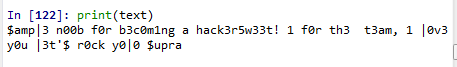 In [122]: print(text)
$amp|3 n00b f0r b3c0m1ng a hack3r5w33t! 1 f0r th3  t3am, 1 |0v3
y0u |3t'$ r0ck y0|0 $upra